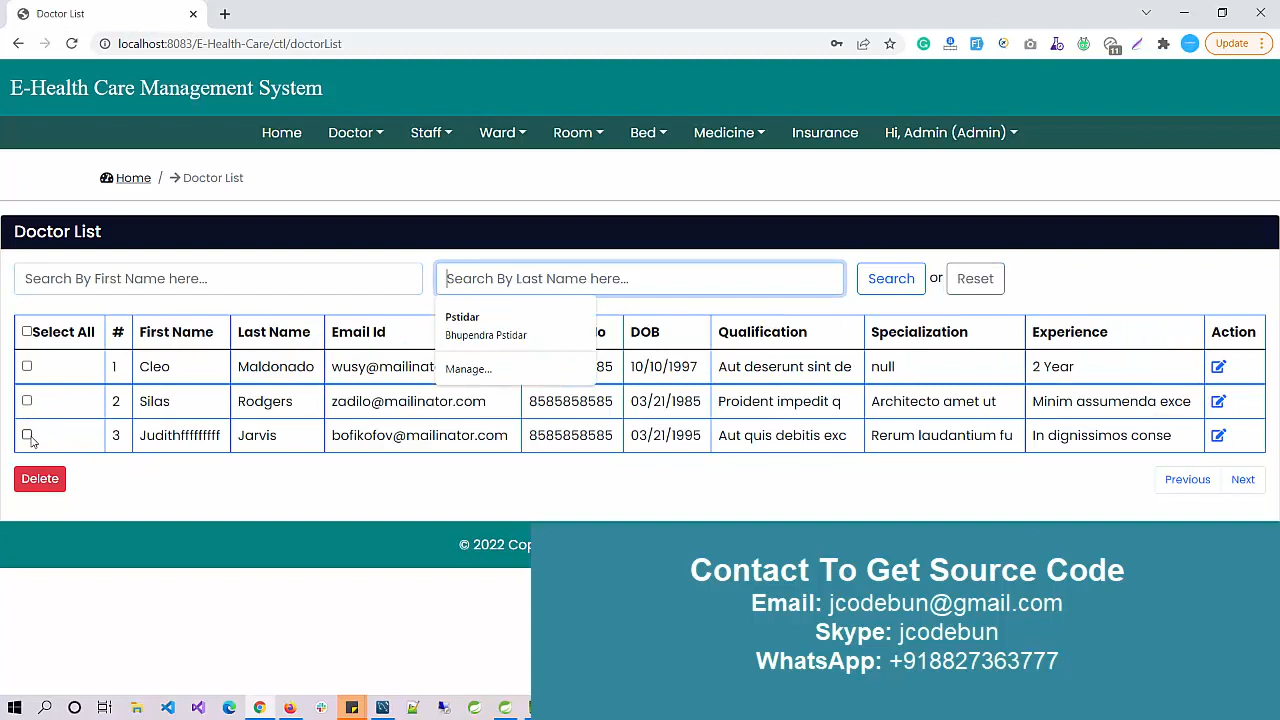 Doctor List
localhost:8083/E-Health-Care/ctl/doctorList
11
Update
E-Health Care Management System
Home Doctor Staff Ward Room Bed Medicine Insurance Hi, Admin (Admin)
Home / Doctor List
Doctor List
Search By First Name here... Search By Last Name here... Search or Reset
Pstidar
Bhupendra Pstidar
Manage...
Select All # First Name Last Name Email Id DOB Qualification Specialization Experience Action
1 Cleo Maldonado 10/10/1997 Aut deserunt sint de null 2 Year
2 Silas Rodgers zadilo@mailinator.com 8585858585 03/21/1985 Proident impedit q Architecto amet ut Minim assumenda exce
3 Judithfffffffff Jarvis bofikofov@mailinator.com 8585858585 03/21/1995 Aut quis debitis exc Rerum laudantium fu In dignissimos conse
Delete Previous Next
© 2022
Contact To Get Source Code
Email: jcodebun@gmail.com
Skype: jcodebun
WhatsApp: +918827363777